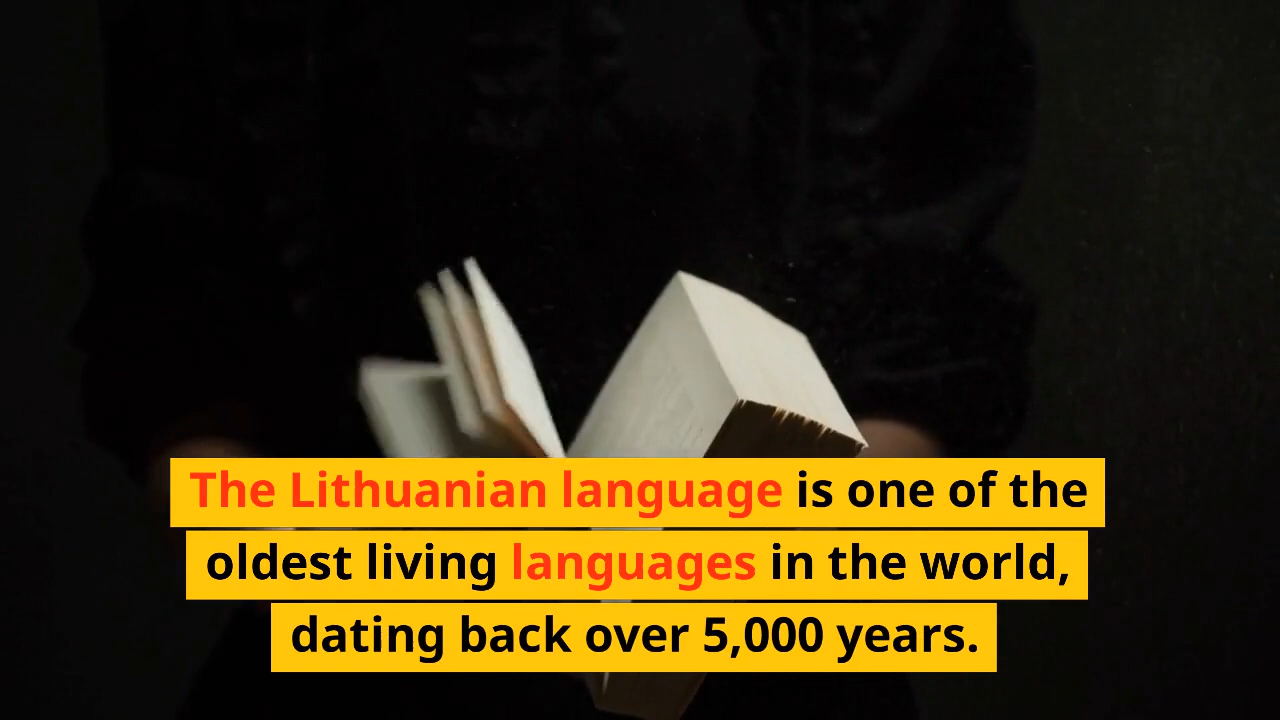 The Lithuanian language is one of the
oldest living languages in the world,
dating back over 5,000 years.